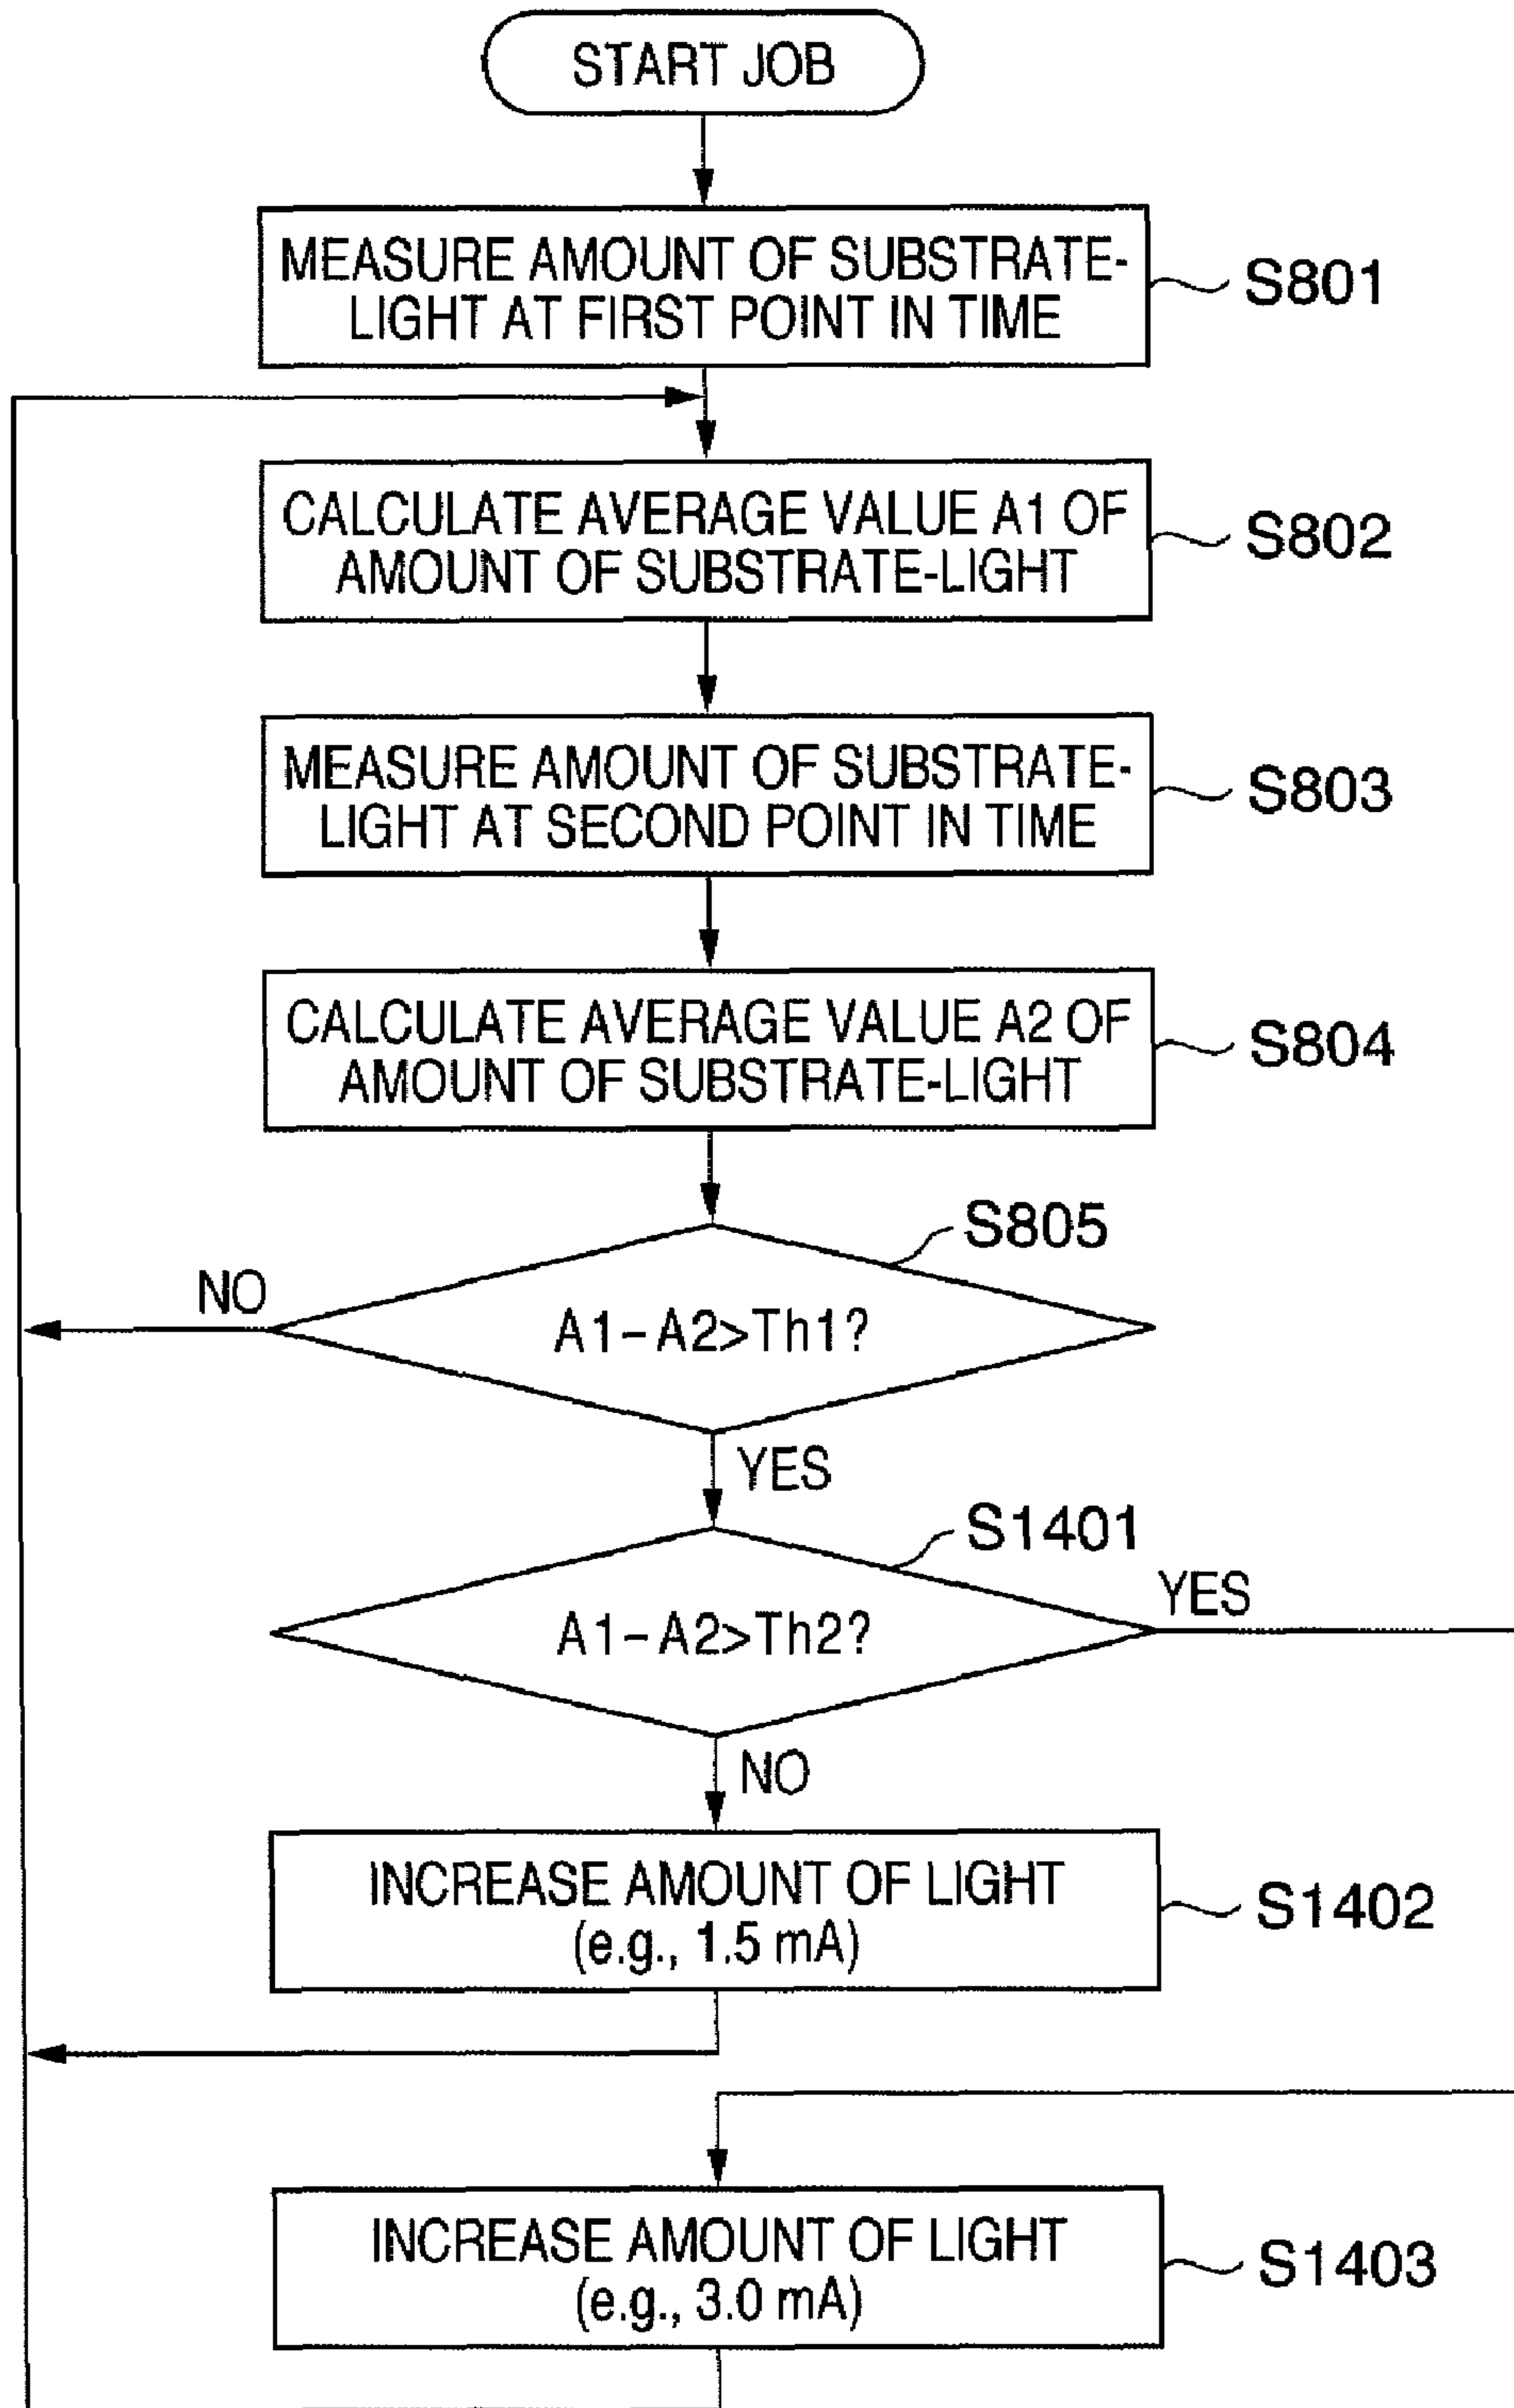 START JOB
MEASURE AMOUNT OF SUBSTRATE-
LIGHT AT FIRST POINT IN TIME
S801
CALCULATE AVERAGE VALUE A1 OF
AMOUNT OF SUBSTRATE-LIGHT
S802
MEASURE AMOUNT OF SUBSTRATE-
LIGHT AT SECOND POINT IN TIME
S803
CALCULATE AVERAGE VALUE A2 OF
AMOUNT OF SUBSTRATE-LIGHT
S804
S805
NO
A1-A2>Th1?
YES
S1401
YES
A1-A2>Th2?
NO
INCREASE AMOUNT OF LIGHT
(e.g., 1.5 mA)
S1402
INCREASE AMOUNT OF LIGHT
(e.g., 3.0 mA)
S1403